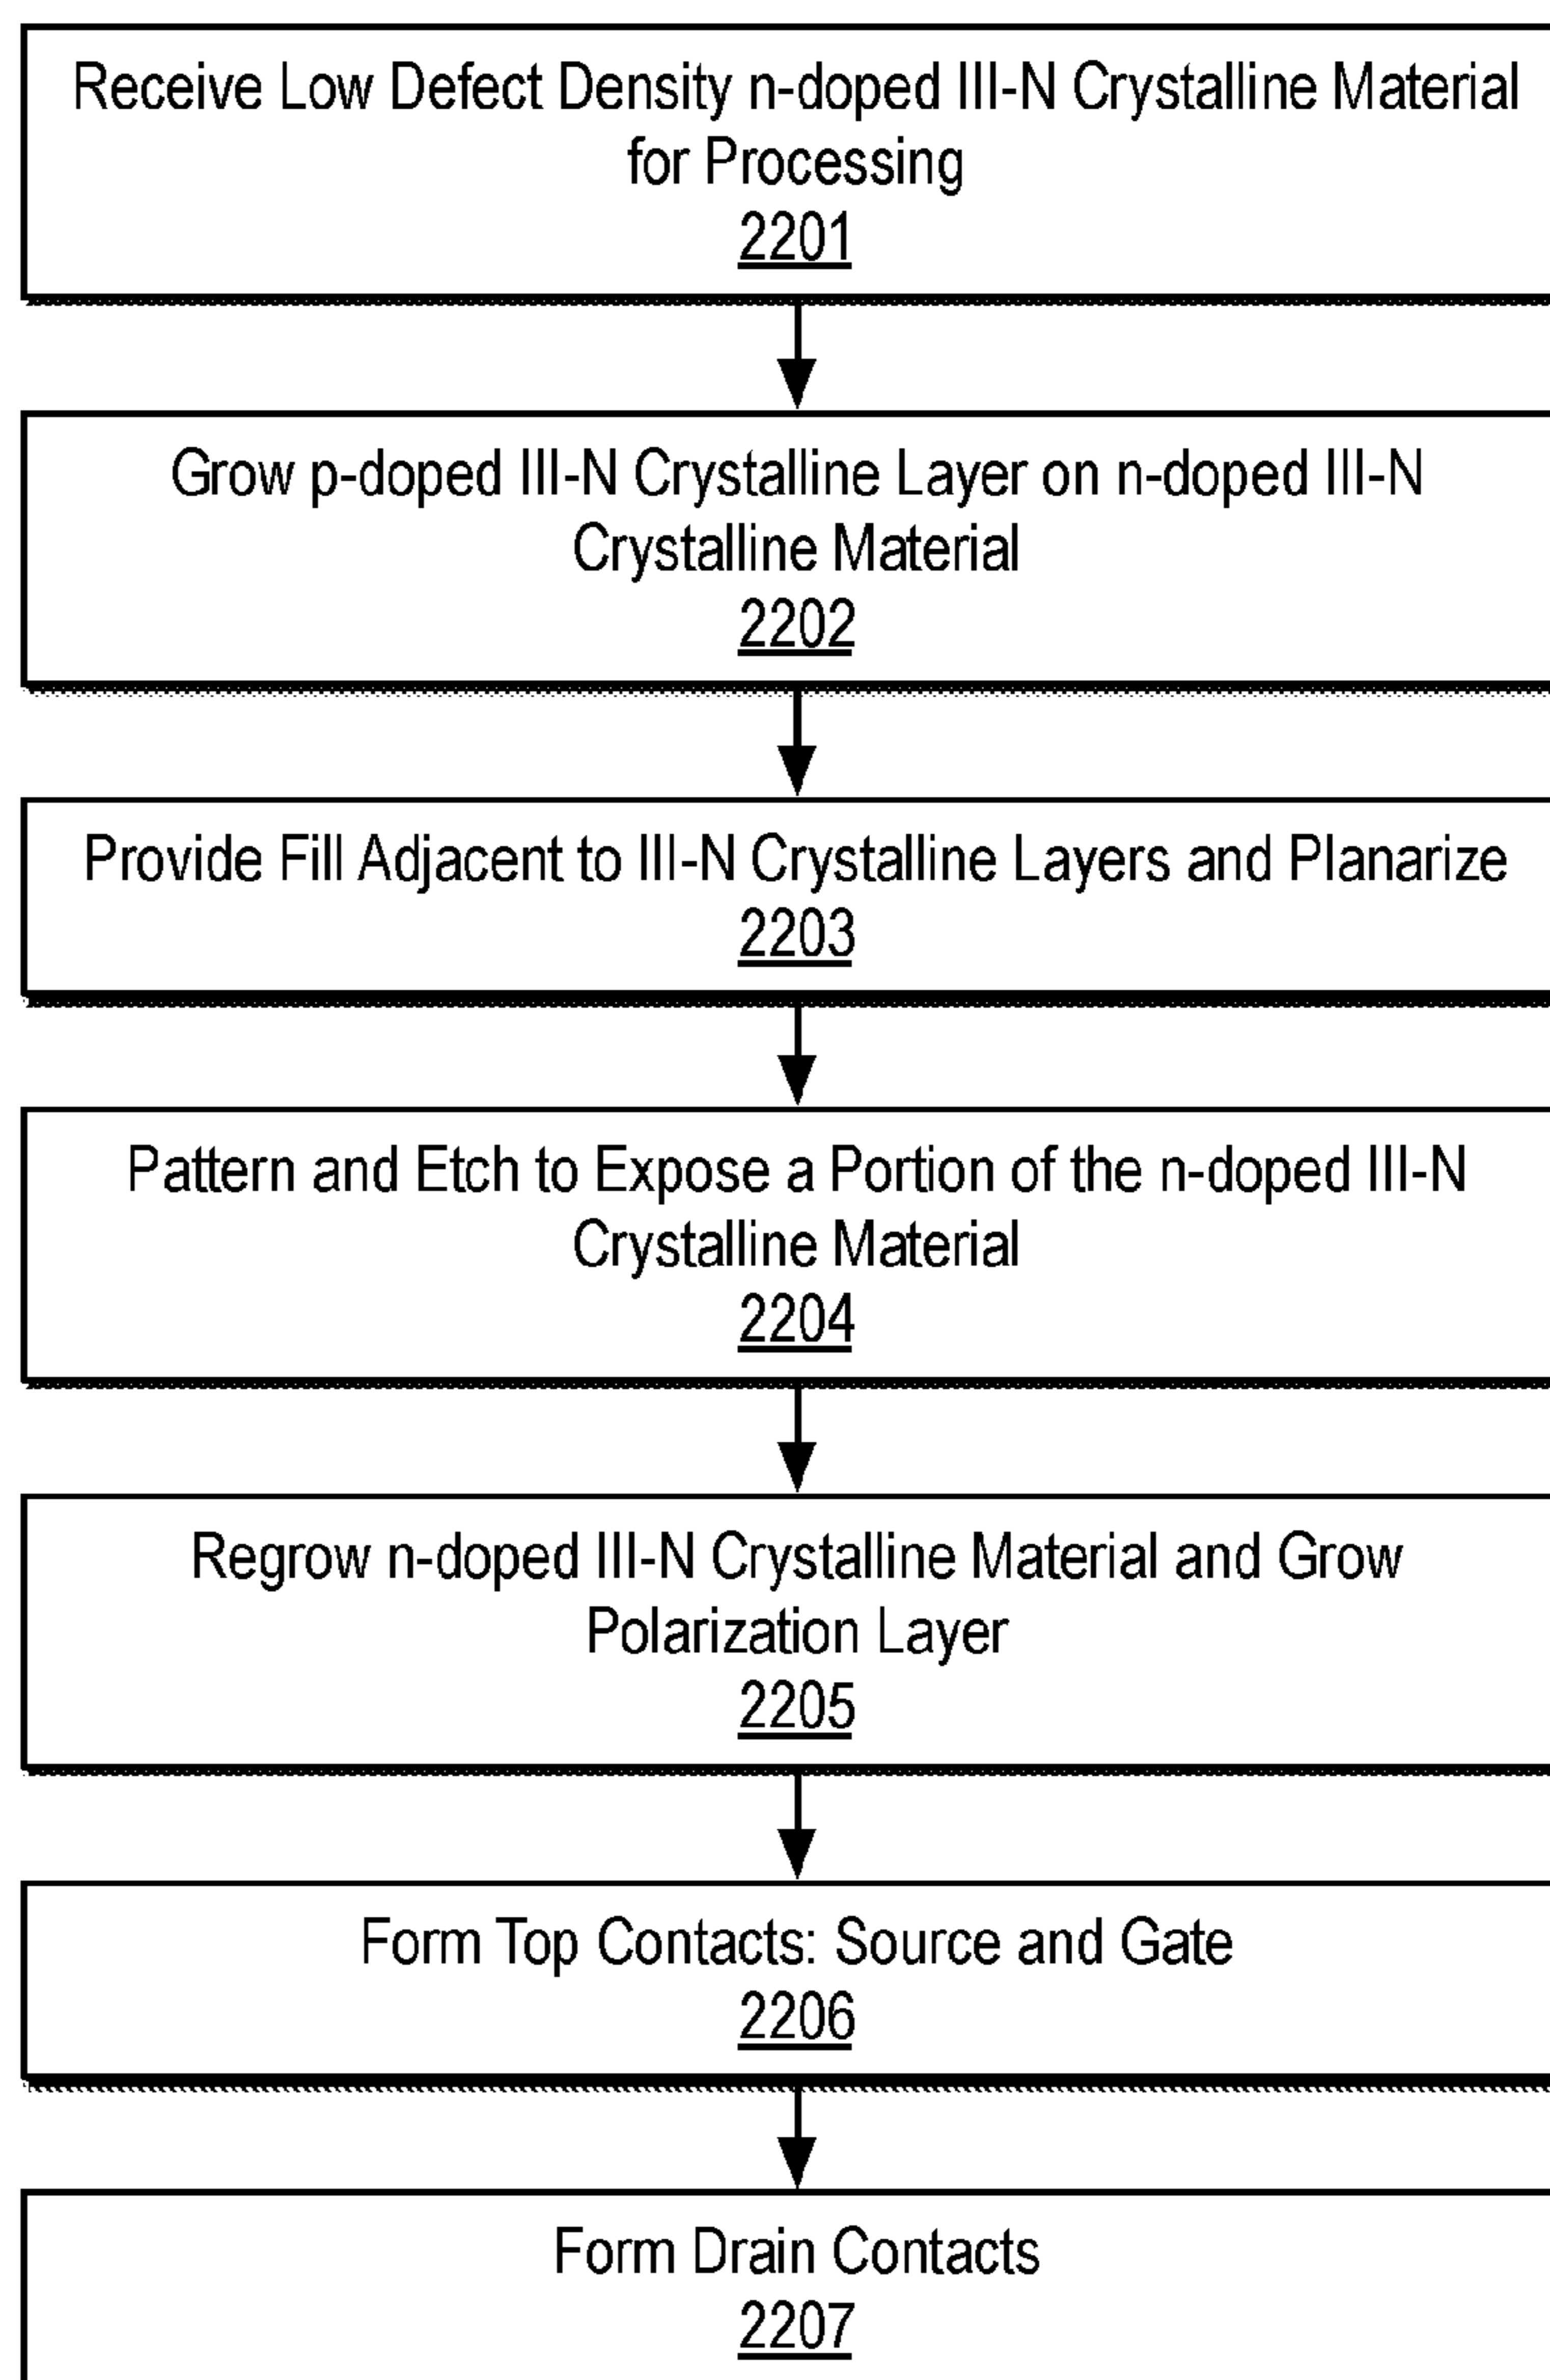 Receive Low Defect Density n-doped III-N Crystalline Material
for Processing
2201
Grow p-doped III-N Crystalline Layer on n-doped III-N
Crystalline Material
2202
Provide Fill Adjacent to III-N Crystalline Layers and Planarize
2203
Pattern and Etch to Expose a Portion of the n-doped III-N
Crystalline Material
2204
Regrow n-doped III-N Crystalline Material and Grow
Polarization Layer
2205
Form Top Contacts: Source and Gate
2206
Form Drain Contacts
2207